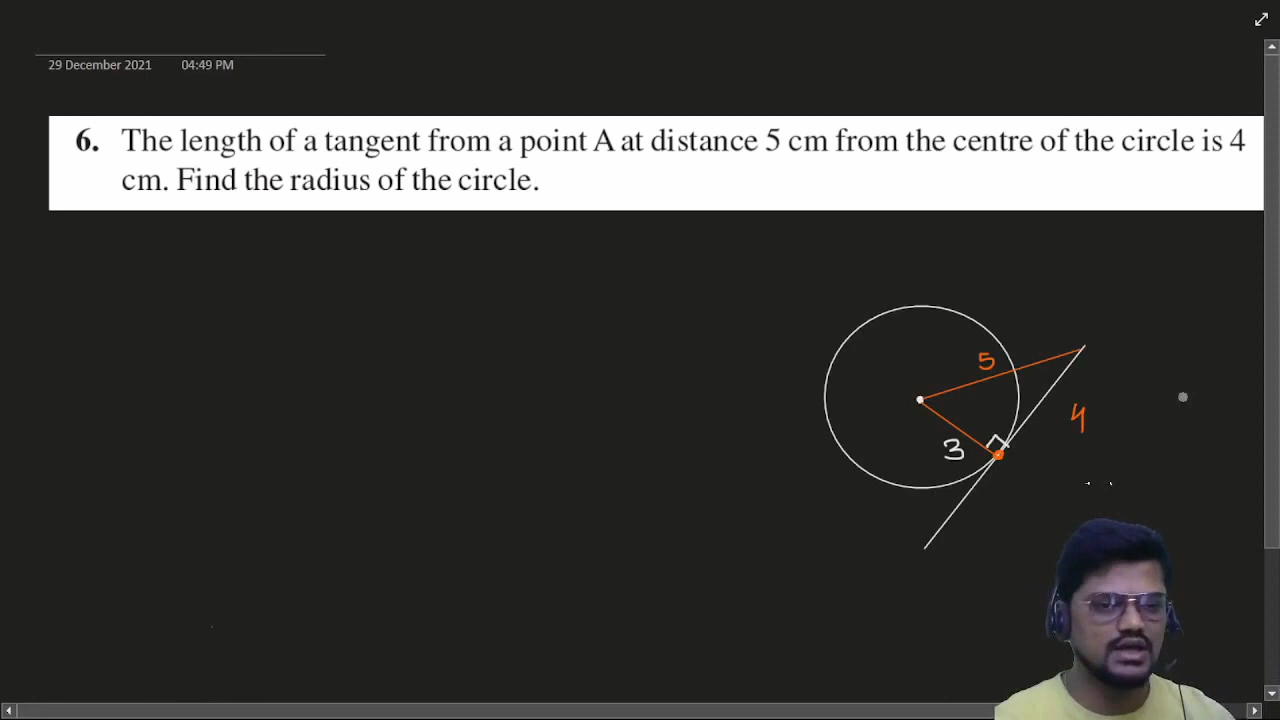 29 December 2021 04:49 PM
6. The length of a tangent from a point A at distance 5 cm from the centre of the circle is 4
cm. Find the radius of the circle.
5
4
3